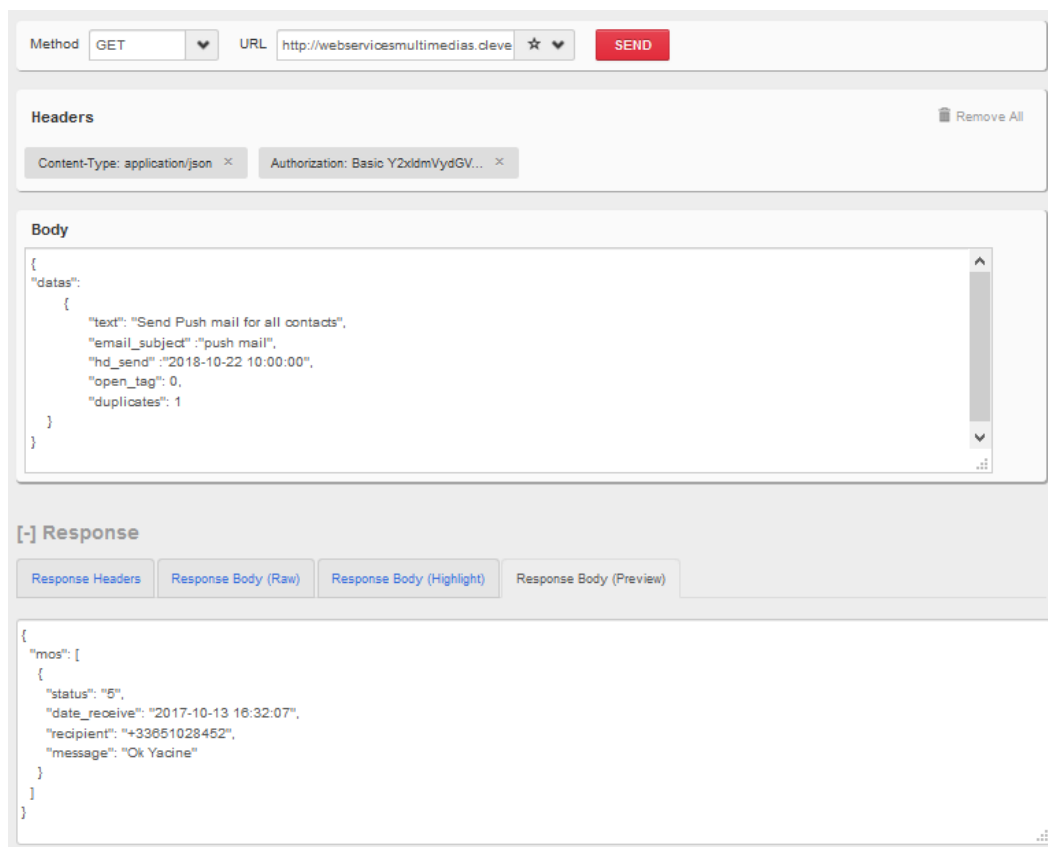 Method GET URL http://webservicesmultimedias.cleve SEND
Headers Remove All
Content-Type: application/json × Authorization: Basic Y2xldmVydGV... ×
Body
{
"datas":
{
"text": "Send Push mail for all contacts",
"email_subject" :"push mail",
"hd_send" :"2018-10-22 10:00:00",
"open_tag": 0,
"duplicates": 1
}
}
[-] Response
Response Headers Response Body (Raw) Response Body (Highlight) Response Body (Preview)
{
"mos": [
{
"status": "5",
"date_receive": "2017-10-13 16:32:07",
"recipient": "+33651028452",
"message": "Ok Yacine"
}
]
}